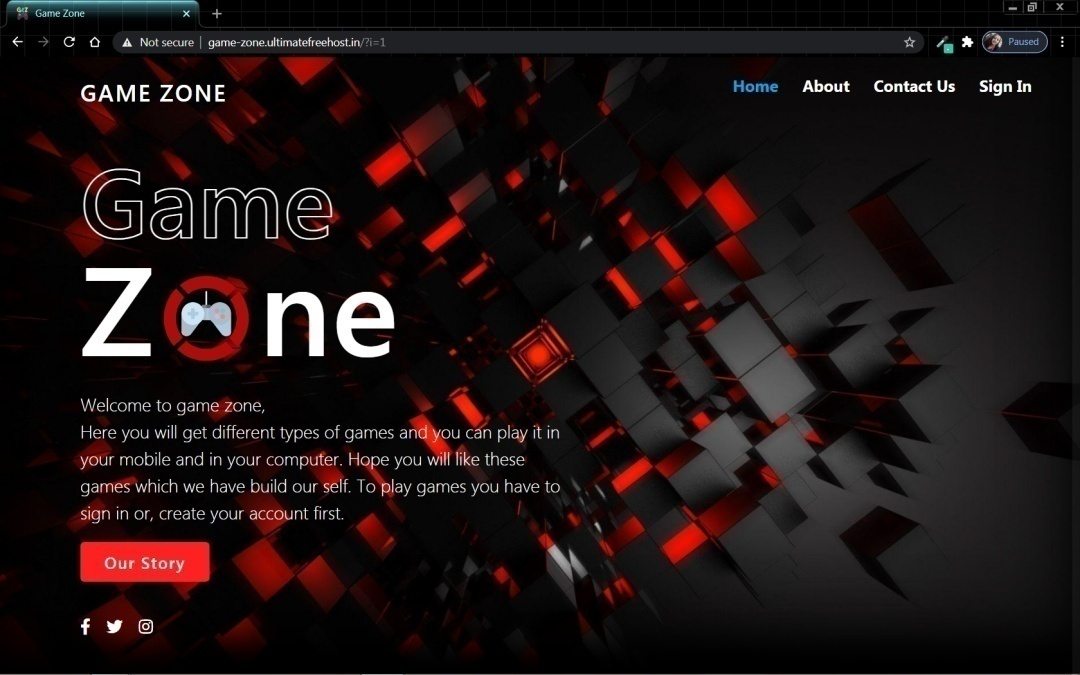 Game Zone
Not secure | game-zone.ultimatefreehost.in/?i=1
Paused
GAME ZONE
Home About Contact Us Sign In
Game
Zone
Welcome to game zone,
Here you will get different types of games and you can play it in
your mobile and in your computer. Hope you will like these
games which we have build our self. To play games you have to
sign in or, create your account first.
Our Story